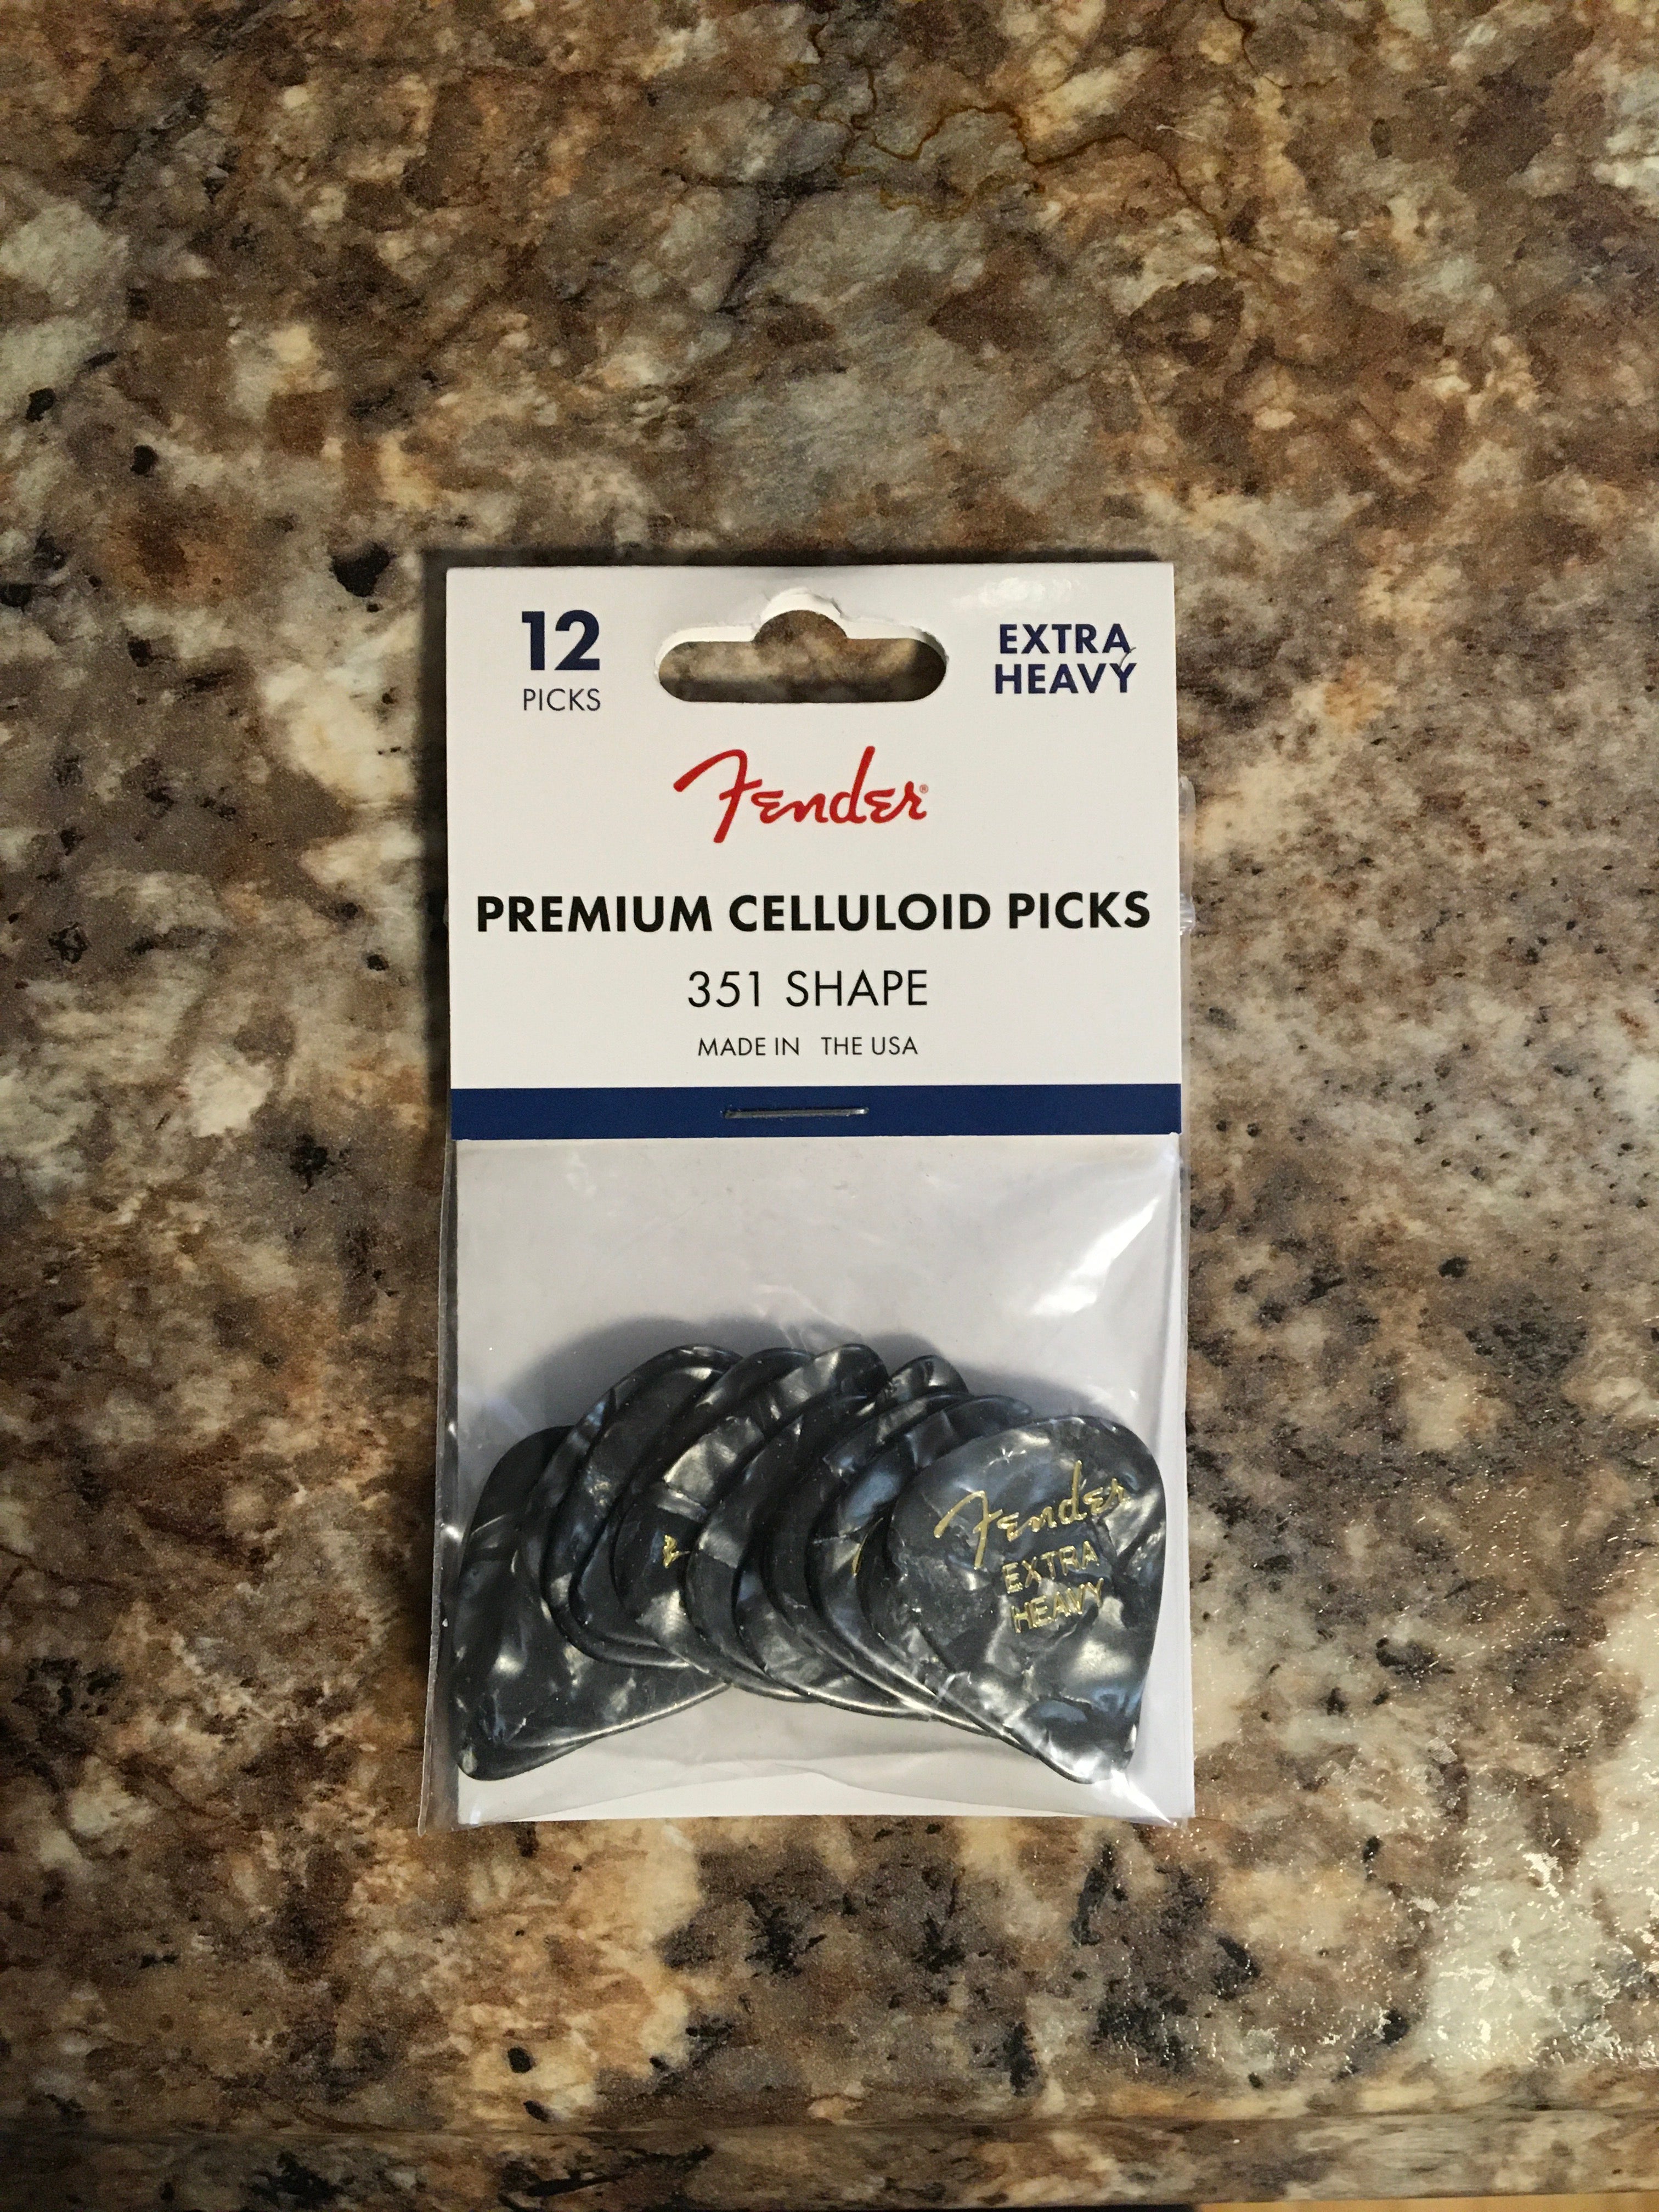 12
PICKS
EXTRA
HEAVY
Fender®
PREMIUM CELLULOID PICKS
351 SHAPE
MADE IN THE USA
Fender
EXTRA
HEAVY